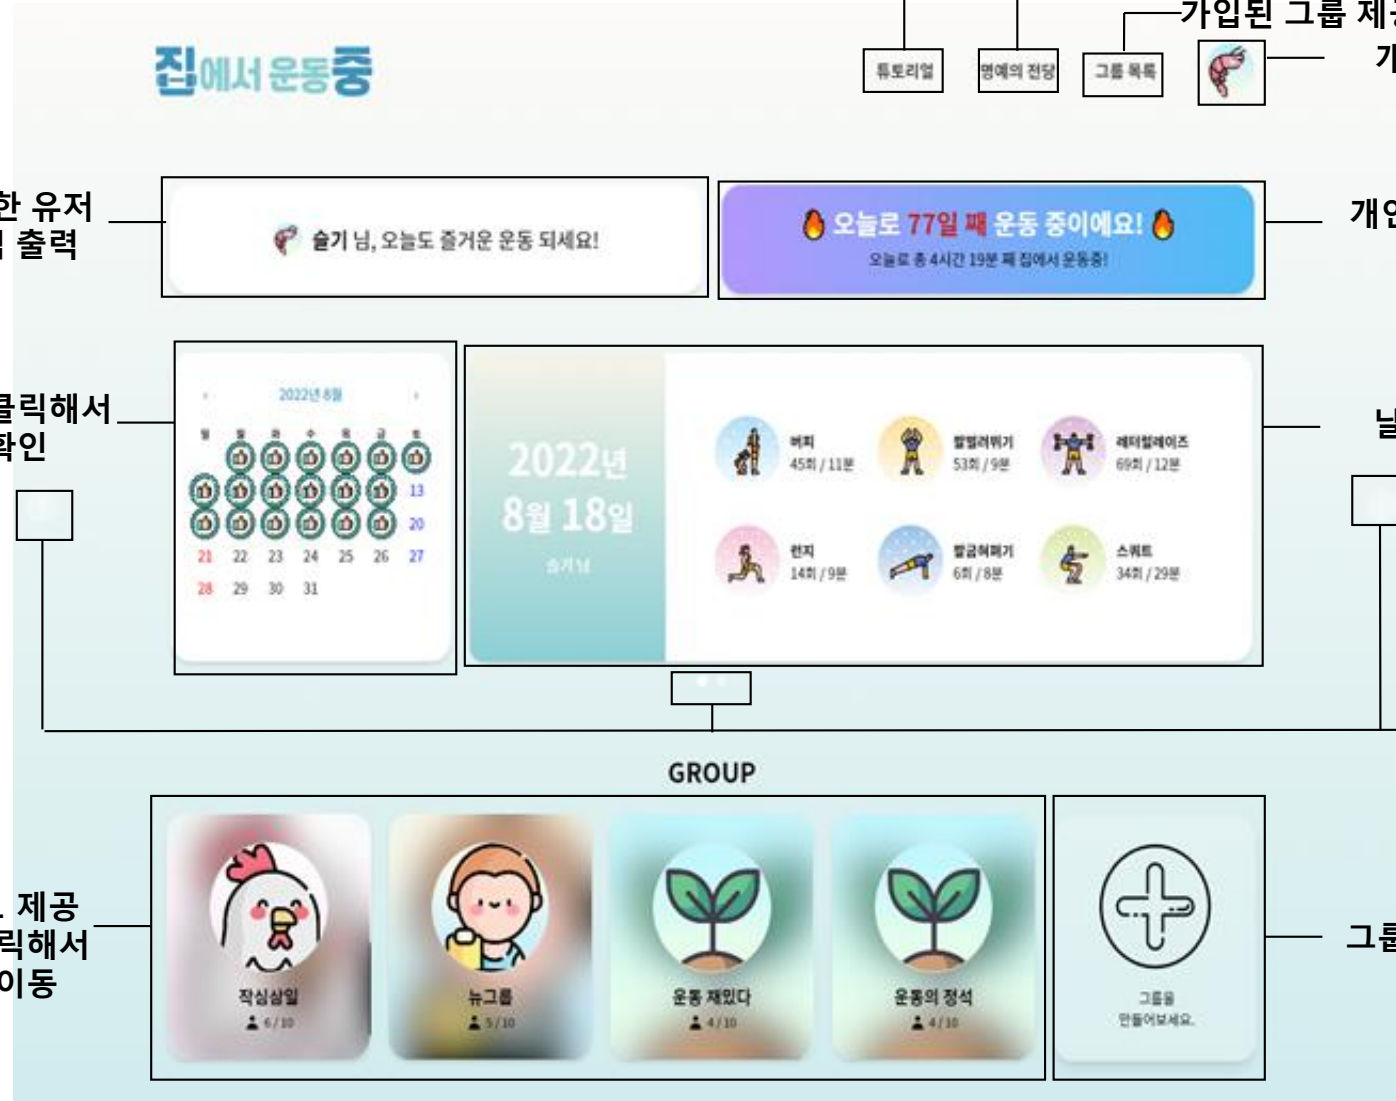 가입된 그룹 제공
집에서 운동중
튜토리얼
명예의 전당
그룹 목록
한 유저
출력
슬기 님, 오늘도 즐거운 운동 되세요!
오늘로 77일 째 운동 중이에요!
오늘로 총 4시간 19분 째 집에서 운동중!
개인
클릭해서
확인
2022년 8월
일 월 화 수 목 금 토
13
20
21 22 23 24 25 26 27
28 29 30 31
2022년
8월 18일
슬기님
버피
45회 / 11분
팔벌려뛰기
53회 / 9분
레터럴레이즈
69회 / 12분
런지
14회 / 9분
팔굽혀펴기
6회 / 8분
스쿼트
34회 / 29분
GROUP
제공
릭해서
이동
작심삼일
6 / 10
뉴그룹
5 / 10
운동 재밌다
4 / 10
운동의 정석
4 / 10
그룹을
만들어보세요.
그룹